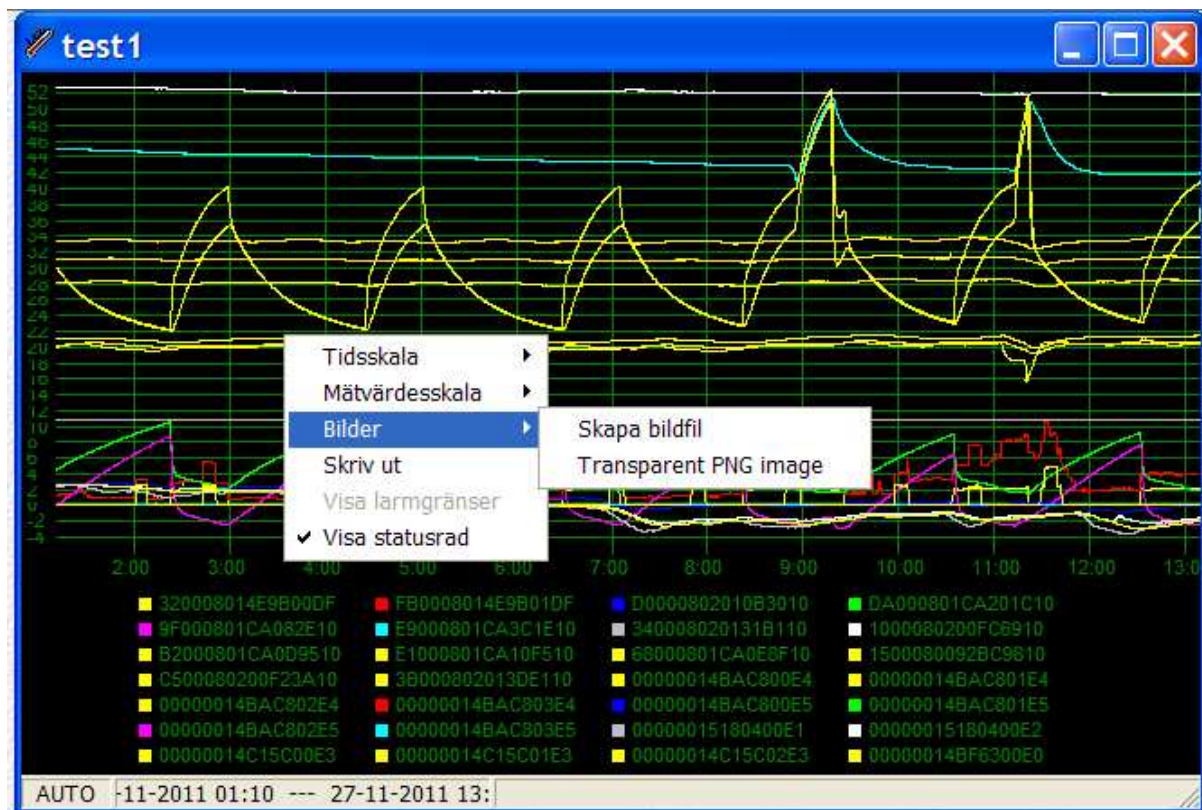 test1
52
50
48
46
44
42
40
38
36
34
32
30
28
26
24
22
20
18
16
14
12
10
8
6
4
2
0
-2
-4
Tidsskala
Mätvärdesskala
Bilder
Skriv ut
Visa larmgränser
Visa statusrad
Skapa bildfil
Transparent PNG image
2:00 3:00 4:00 5:00 6:00 7:00 8:00 9:00 10:00 11:00 12:00 13:0
320008014E9B00DF FB0008014E9B01DF D0000802010B3010 DA000801CA201C10
9F000801CA082E10 E9000801CA3C1E10 340008020131B110 1000080200FC6910
B2000801CA0D9510 E1000801CA10F510 68000801CA0E8F10 1500080092BC9810
C500080200F23A10 3B0000802013DE110 00000014BAC800E4 00000014BAC801E4
00000014BAC802E4 00000014BAC803E4 00000014BAC800E5 00000014BAC801E5
00000014BAC802E5 00000014BAC803E5 00000015180400E1 00000015180400E2
00000014C15C00E3 00000014C15C01E3 00000014C15C02E3 00000014BF6300E0
AUTO -11-2011 01:10 --- 27-11-2011 13: